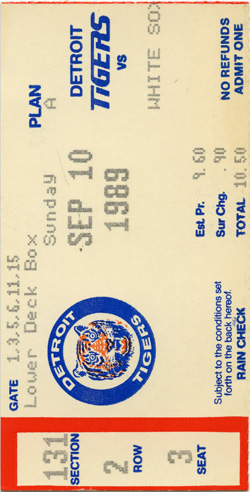 GATE 1,3,5,6,11,15
Lower Deck Box
PLAN
A
Sunday
SEP 10
1989
DETROIT
TIGERS
VS
WHITE SOX
DETROIT
TIGERS
Est. Pr. 9.60
Sur Chg. .90
TOTAL 10.50
NO REFUNDS
ADMIT ONE
Subject to the conditions set
forth on the back hereof.
RAIN CHECK
131
SECTION
2
ROW
3
SEAT